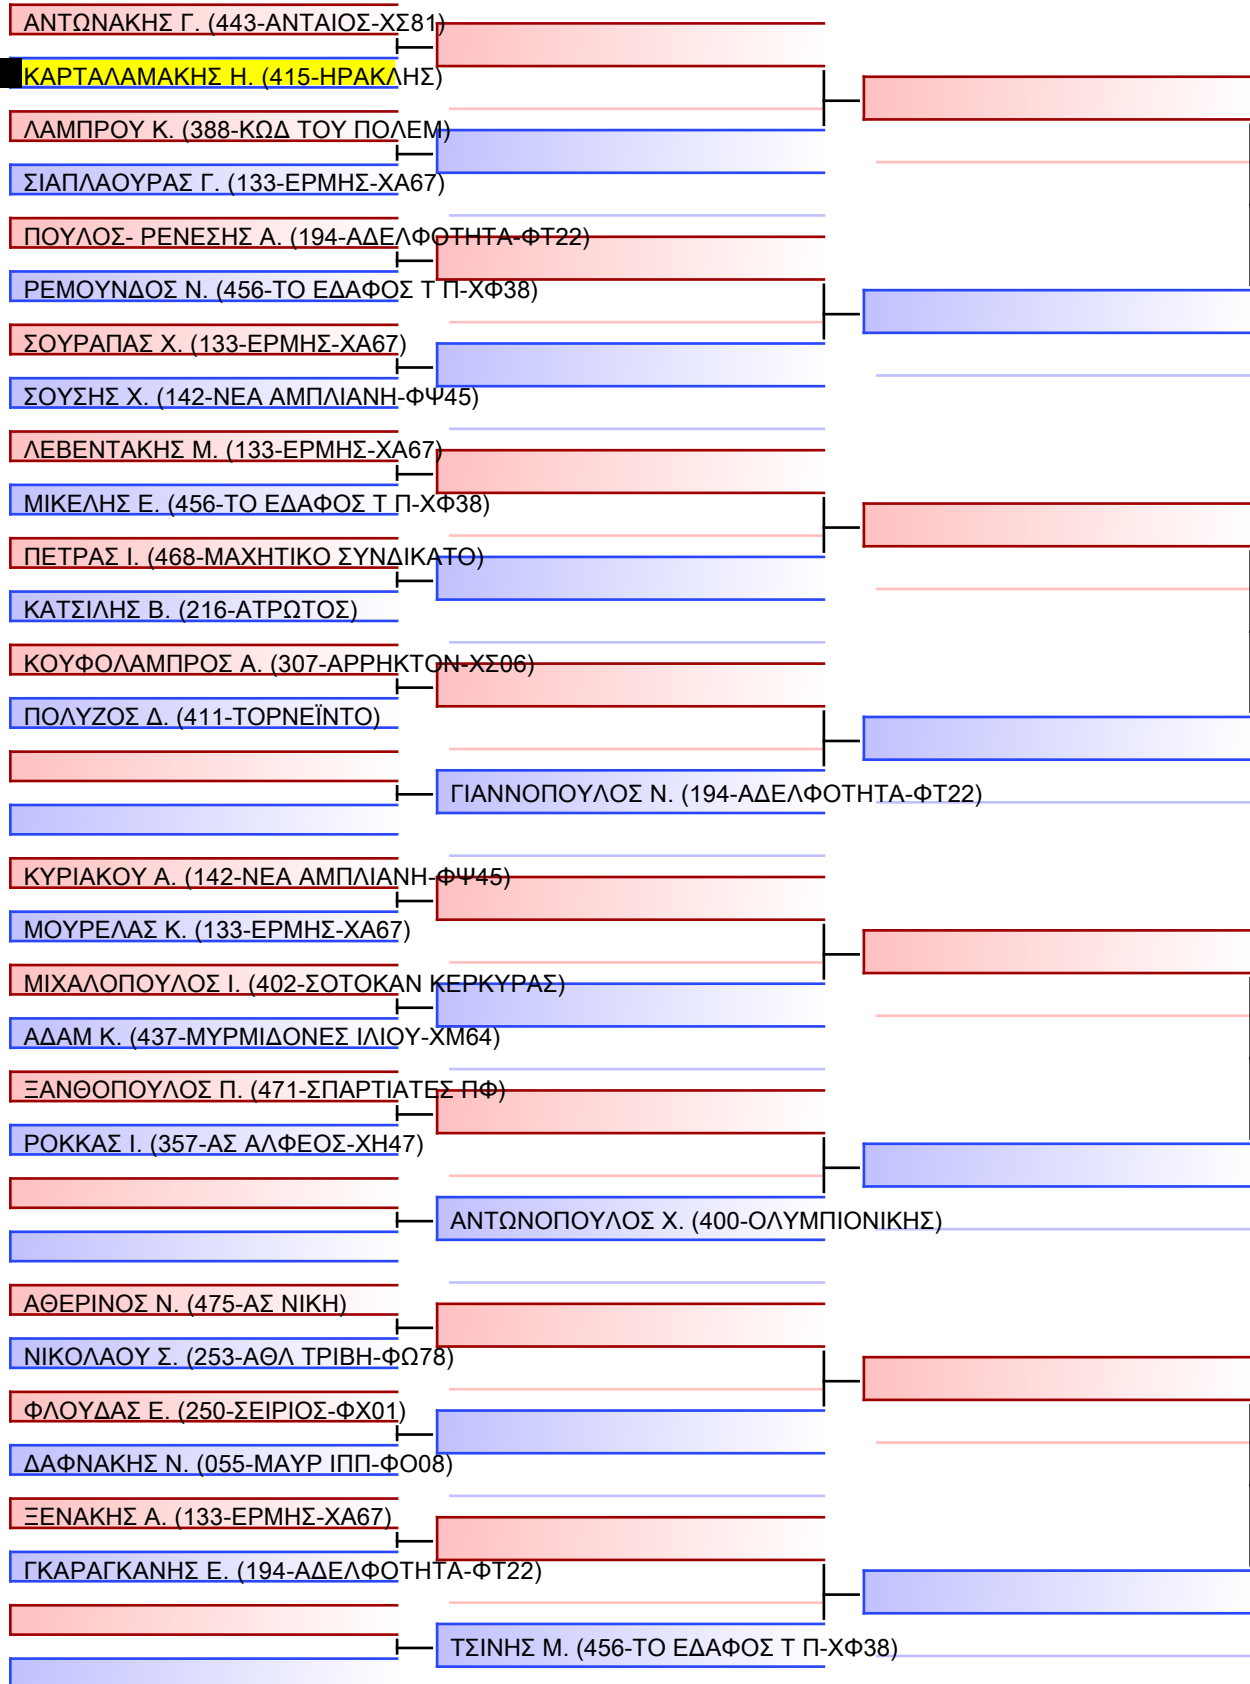 ΑΝΤΩΝΑΚΗΣ Γ. (443-ΑΝΤΑΙΟΣ-ΧΣ81)
ΚΑΡΤΑΛΑΜΑΚΗΣ Η. (415-ΗΡΑΚΛΗΣ)
ΛΑΜΠΡΟΥ Κ. (388-ΚΩΔ ΤΟΥ ΠΟΛΕΜ)
ΣΙΑΠΛΑΟΥΡΑΣ Γ. (133-ΕΡΜΗΣ-ΧΑ67)
ΠΟΥΛΟΣ- ΡΕΝΕΣΗΣ Α. (194-ΑΔΕΛΦΟΤΗΤΑ-ΦΤ22)
ΡΕΜΟΥΝΔΟΣ Ν. (456-ΤΟ ΕΔΑΦΟΣ Τ Π-ΧΦ38)
ΣΟΥΡΑΠΑΣ Χ. (133-ΕΡΜΗΣ-ΧΑ67)
ΣΟΥΣΗΣ Χ. (142-ΝΕΑ ΑΜΠΛΙΑΝΗ-ΦΨ45)
ΛΕΒΕΝΤΑΚΗΣ Μ. (133-ΕΡΜΗΣ-ΧΑ67)
ΜΙΚΕΛΗΣ Ε. (456-ΤΟ ΕΔΑΦΟΣ Τ Π-ΧΦ38)
ΠΕΤΡΑΣ Ι. (468-ΜΑΧΗΤΙΚΟ ΣΥΝΔΙΚΑΤΟ)
ΚΑΤΣΙΛΗΣ Β. (216-ΑΤΡΩΤΟΣ)
ΚΟΥΦΟΛΑΜΠΡΟΣ Α. (307-ΑΡΡΗΚΤΟΝ-ΧΣ06)
ΠΟΛΥΖΟΣ Δ. (411-ΤΟΡΝΕΪΝΤΟ)
ΓΙΑΝΝΟΠΟΥΛΟΣ Ν. (194-ΑΔΕΛΦΟΤΗΤΑ-ΦΤ22)
ΚΥΡΙΑΚΟΥ Α. (142-ΝΕΑ ΑΜΠΛΙΑΝΗ-ΦΨ45)
ΜΟΥΡΕΛΑΣ Κ. (133-ΕΡΜΗΣ-ΧΑ67)
ΜΙΧΑΛΟΠΟΥΛΟΣ Ι. (402-ΣΟΤΟΚΑΝ ΚΕΡΚΥΡΑΣ)
ΑΔΑΜ Κ. (437-ΜΥΡΜΙΔΟΝΕΣ ΙΛΙΟΥ-ΧΜ64)
ΞΑΝΘΟΠΟΥΛΟΣ Π. (471-ΣΠΑΡΤΙΑΤΕΣ ΠΦ)
ΡΟΚΚΑΣ Ι. (357-ΑΣ ΑΛΦΕΟΣ-ΧΗ47)
ΑΝΤΩΝΟΠΟΥΛΟΣ Χ. (400-ΟΛΥΜΠΙΟΝΙΚΗΣ)
ΑΘΕΡΙΝΟΣ Ν. (475-ΑΣ ΝΙΚΗ)
ΝΙΚΟΛΑΟΥ Σ. (253-ΑΘΛ ΤΡΙΒΗ-ΦΩ78)
ΦΛΟΥΔΑΣ Ε. (250-ΣΕΙΡΙΟΣ-ΦΧ01)
ΔΑΦΝΑΚΗΣ Ν. (055-ΜΑΥΡ ΙΠΠ-ΦΟ08)
ΞΕΝΑΚΗΣ Α. (133-ΕΡΜΗΣ-ΧΑ67)
ΓΚΑΡΑΓΚΑΝΗΣ Ε. (194-ΑΔΕΛΦΟΤΗΤΑ-ΦΤ22)
ΤΣΙΝΗΣ Μ. (456-ΤΟ ΕΔΑΦΟΣ Τ Π-ΧΦ38)